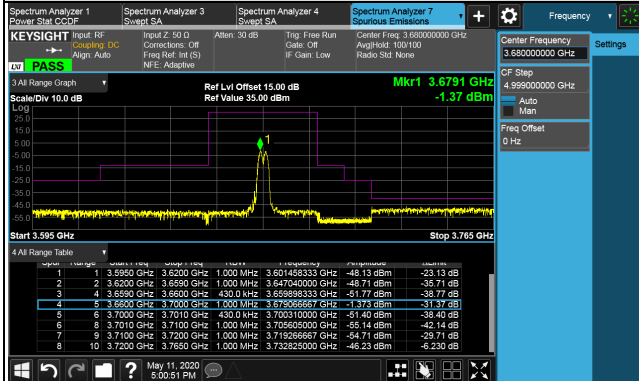 Spectrum Analyzer 1
Power Stat CCDF
Spectrum Analyzer 3
Swept SA
Spectrum Analyzer 4
Swept SA
Spectrum Analyzer 7
Spurious Emissions
Frequency
KEYSIGHT
Input: RF
Coupling: DC
Align: Auto
Input Z: 50 Ω
Corrections: Off
Freq Ref: Int (S)
NFE: Adaptive
Atten: 30 dB
Trig: Free Run
Gate: Off
IF Gain: Low
Center Freq: 3.680000000 GHz
Avg|Hold: 100/100
Radio Std: None
LXI PASS
Center Frequency
3.680000000 GHz
Settings
CF Step
4.999000000 GHz
Auto
Man
Freq Offset
0 Hz
3 All Range Graph
Ref Lvl Offset 15.00 dB
Mkr1 3.6791 GHz
Scale/Div 10.0 dB
Ref Value 35.00 dBm
-1.37 dBm
Log
25.0
15.0
5.00
-5.00
-15.0
-25.0
-35.0
-45.0
-55.0
1
Start 3.595 GHz
Stop 3.765 GHz
4 All Range Table
Spur Range Start Freq Stop Freq RBW Frequency Amplitude ΔLimit
1 1 3.5950 GHz 3.6200 GHz 1.000 MHz 3.601458333 GHz -48.13 dBm -23.13 dB
2 2 3.6200 GHz 3.6590 GHz 1.000 MHz 3.647040000 GHz -48.71 dBm -35.71 dB
3 4 3.6590 GHz 3.6600 GHz 430.0 kHz 3.659898333 GHz -51.77 dBm -38.77 dB
4 5 3.6600 GHz 3.7000 GHz 1.000 MHz 3.679066667 GHz -1.373 dBm -31.37 dB
5 6 3.7000 GHz 3.7010 GHz 430.0 kHz 3.700310000 GHz -51.40 dBm -38.40 dB
6 8 3.7010 GHz 3.7100 GHz 1.000 MHz 3.705605000 GHz -55.14 dBm -42.14 dB
7 9 3.7100 GHz 3.7200 GHz 1.000 MHz 3.719266667 GHz -54.71 dBm -29.71 dB
8 10 3.7200 GHz 3.7650 GHz 1.000 MHz 3.732825000 GHz -46.23 dBm -6.230 dB
?
May 11, 2020
5:00:51 PM